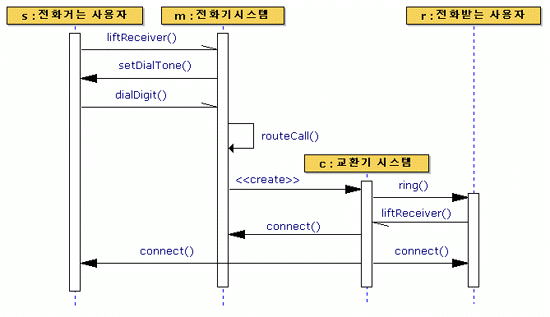 s : 전화거는 사용자
m : 전화기시스템
r : 전화받는 사용자
liftReceiver()
setDialTone()
dialDigit()
routeCall()
c : 교환기 시스템
<<create>>
ring()
liftReceiver()
connect()
connect()
connect()